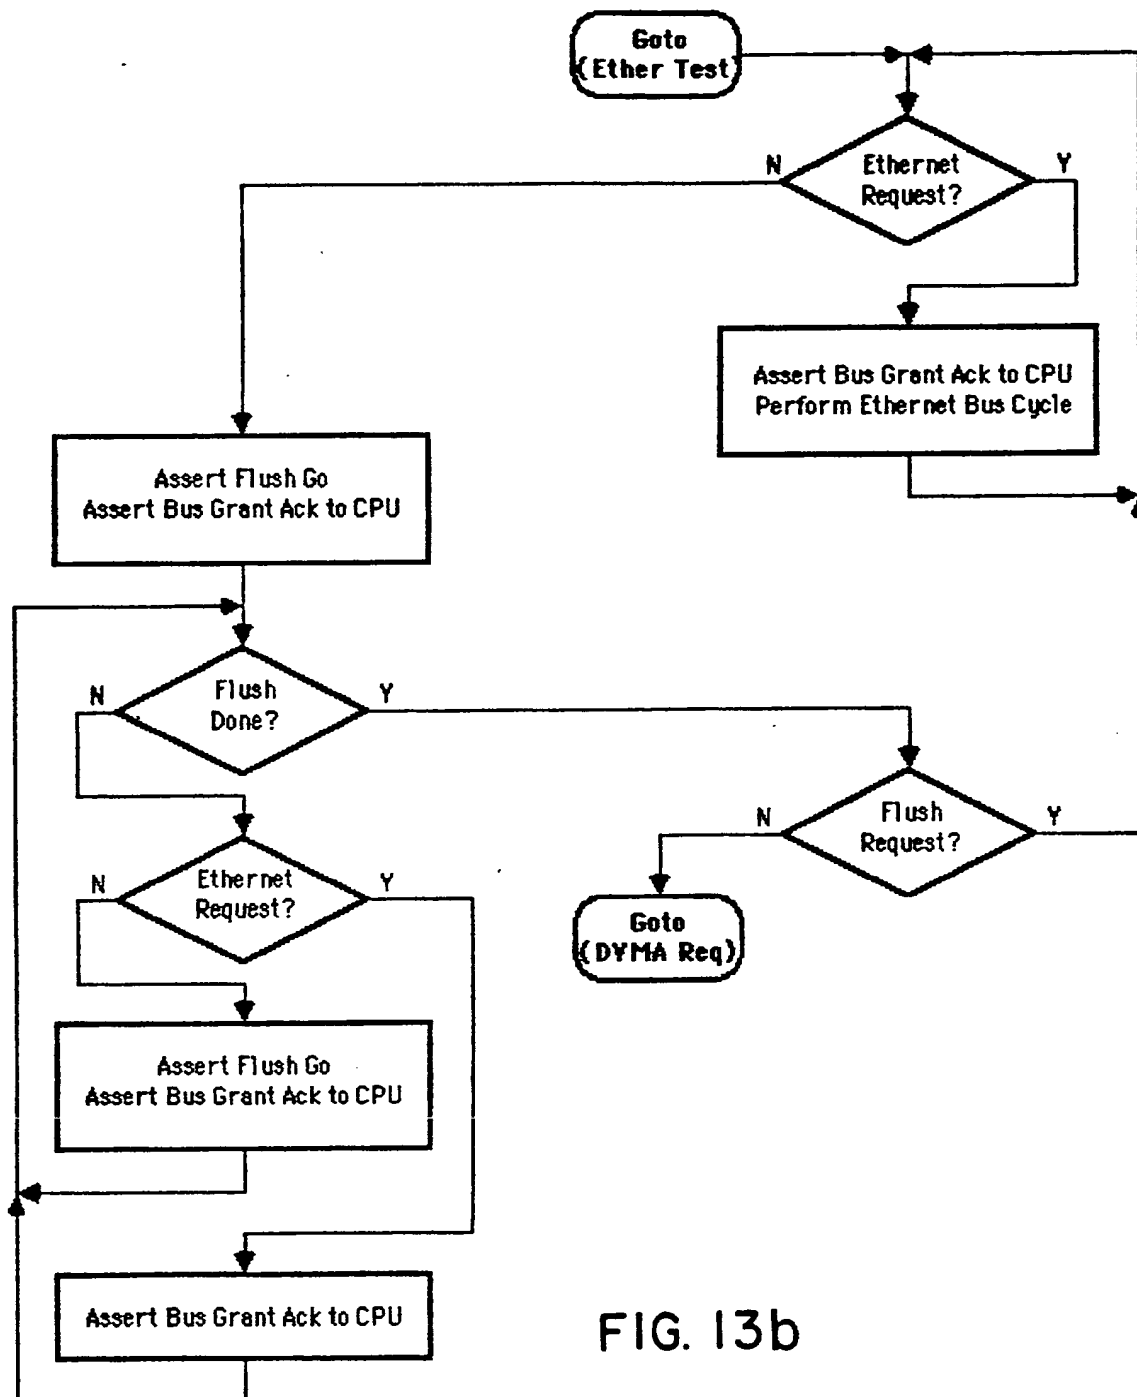 Goto
(Ether Test)
N
Ethernet
Request?
Y
Assert Bus Grant Ack to CPU
Perform Ethernet Bus Cycle
Assert Flush Go
Assert Bus Grant Ack to CPU
N
Flush
Done?
Y
N
Flush
Request?
Y
N
Ethernet
Request?
Y
Goto
(DYMA Req)
Assert Flush Go
Assert Bus Grant Ack to CPU
Assert Bus Grant Ack to CPU
FIG. 13b